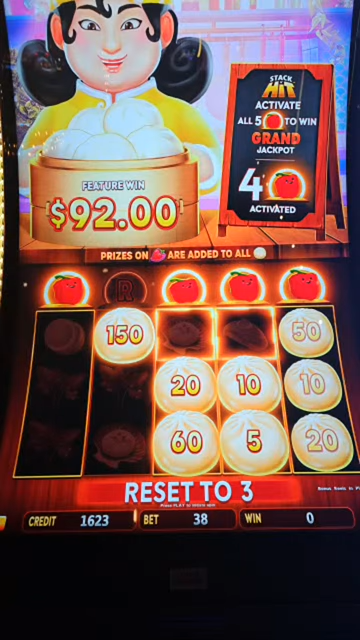 STACK
HIT
ACTIVATE
ALL 5 TO WIN
GRAND
JACKPOT
4
ACTIVATED
FEATURE WIN
$92.00
PRIZES ON ARE ADDED TO ALL
R
150
50
20
10
10
60
5
20
RESET TO 3
CREDIT 1623 BET 38 WIN 0